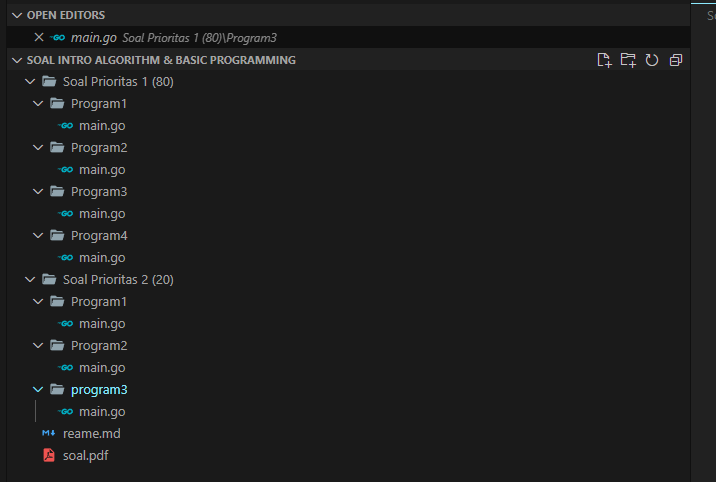 OPEN EDITORS
main.go Soal Prioritas 1 (80)\Program3
SOAL INTRO ALGORITHM & BASIC PROGRAMMING
Soal Prioritas 1 (80)
Program1
main.go
Program2
main.go
Program3
main.go
Program4
main.go
Soal Prioritas 2 (20)
Program1
main.go
Program2
main.go
program3
main.go
reame.md
soal.pdf